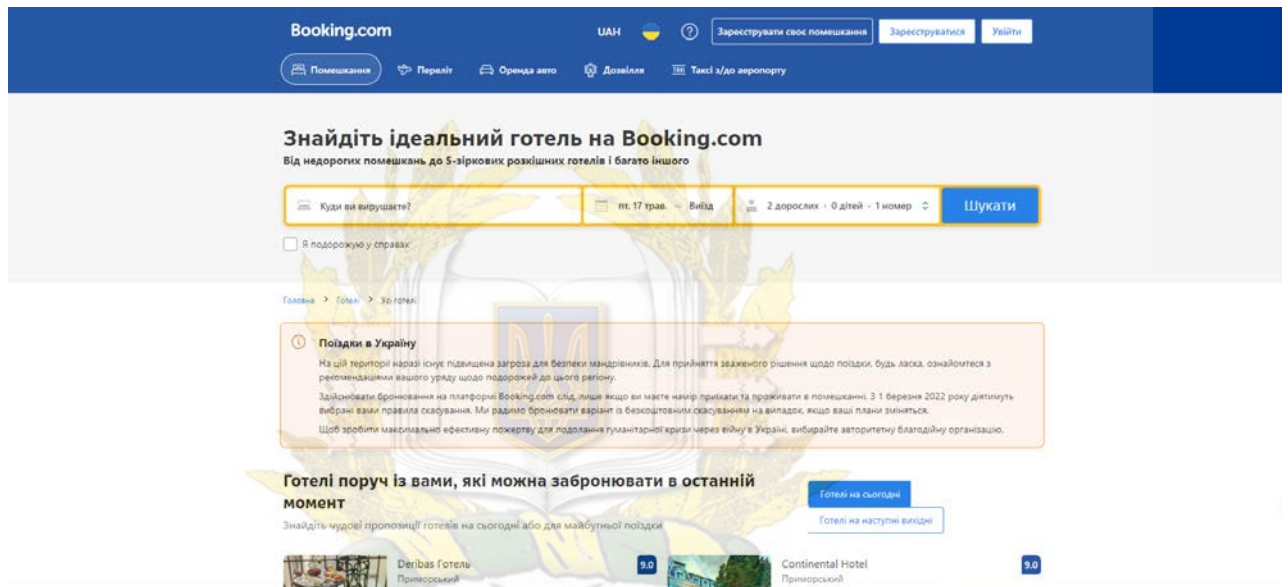 Booking.com
UAH
Зареєструвати своє помешкання
Зареєструватися
Увійти
Помешкання
Переліт
Оренда авто
Дозвілля
Таксі з/до аеропорту
Знайдіть ідеальний готель на Booking.com
Від недорогих помешкань до 5-зіркових розкішних готелів і багато іншого
Куди ви вирушаєте?
пт. 17 трав. — Виїзд
2 дорослих · 0 дітей · 1 номер
Шукати
Я подорожую у справах
Головна > Готелі > Усі готелі
Поїздки в Україну
На цій території наразі існує підвищена загроза для безпеки мандрівників. Для прийняття зваженого рішення щодо поїздки, будь ласка, ознайомтеся з
рекомендаціями вашого уряду щодо подорожей до цього регіону.
Здійснювати бронювання на платформі Booking.com слід, лише якщо ви маєте намір приїхати та проживати в помешканні. З 1 березня 2022 року діятимуть
вибрані вами правила скасування. Ми радимо бронювати варіант із безкоштовним скасуванням на випадок, якщо ваші плани зміняться.
Щоб зробити максимально ефективну пожертву для подолання гуманітарної кризи через війну в Україні, вибирайте авторитетну благодійну організацію.
Готелі поруч із вами, які можна забронювати в останній
момент
Готелі на сьогодні
Готелі на наступні вихідні
Знайдіть чудові пропозиції готелів на сьогодні або для майбутньої поїздки
Deribas Готель
9.0
Приморський
Continental Hotel
9.0
Приморський